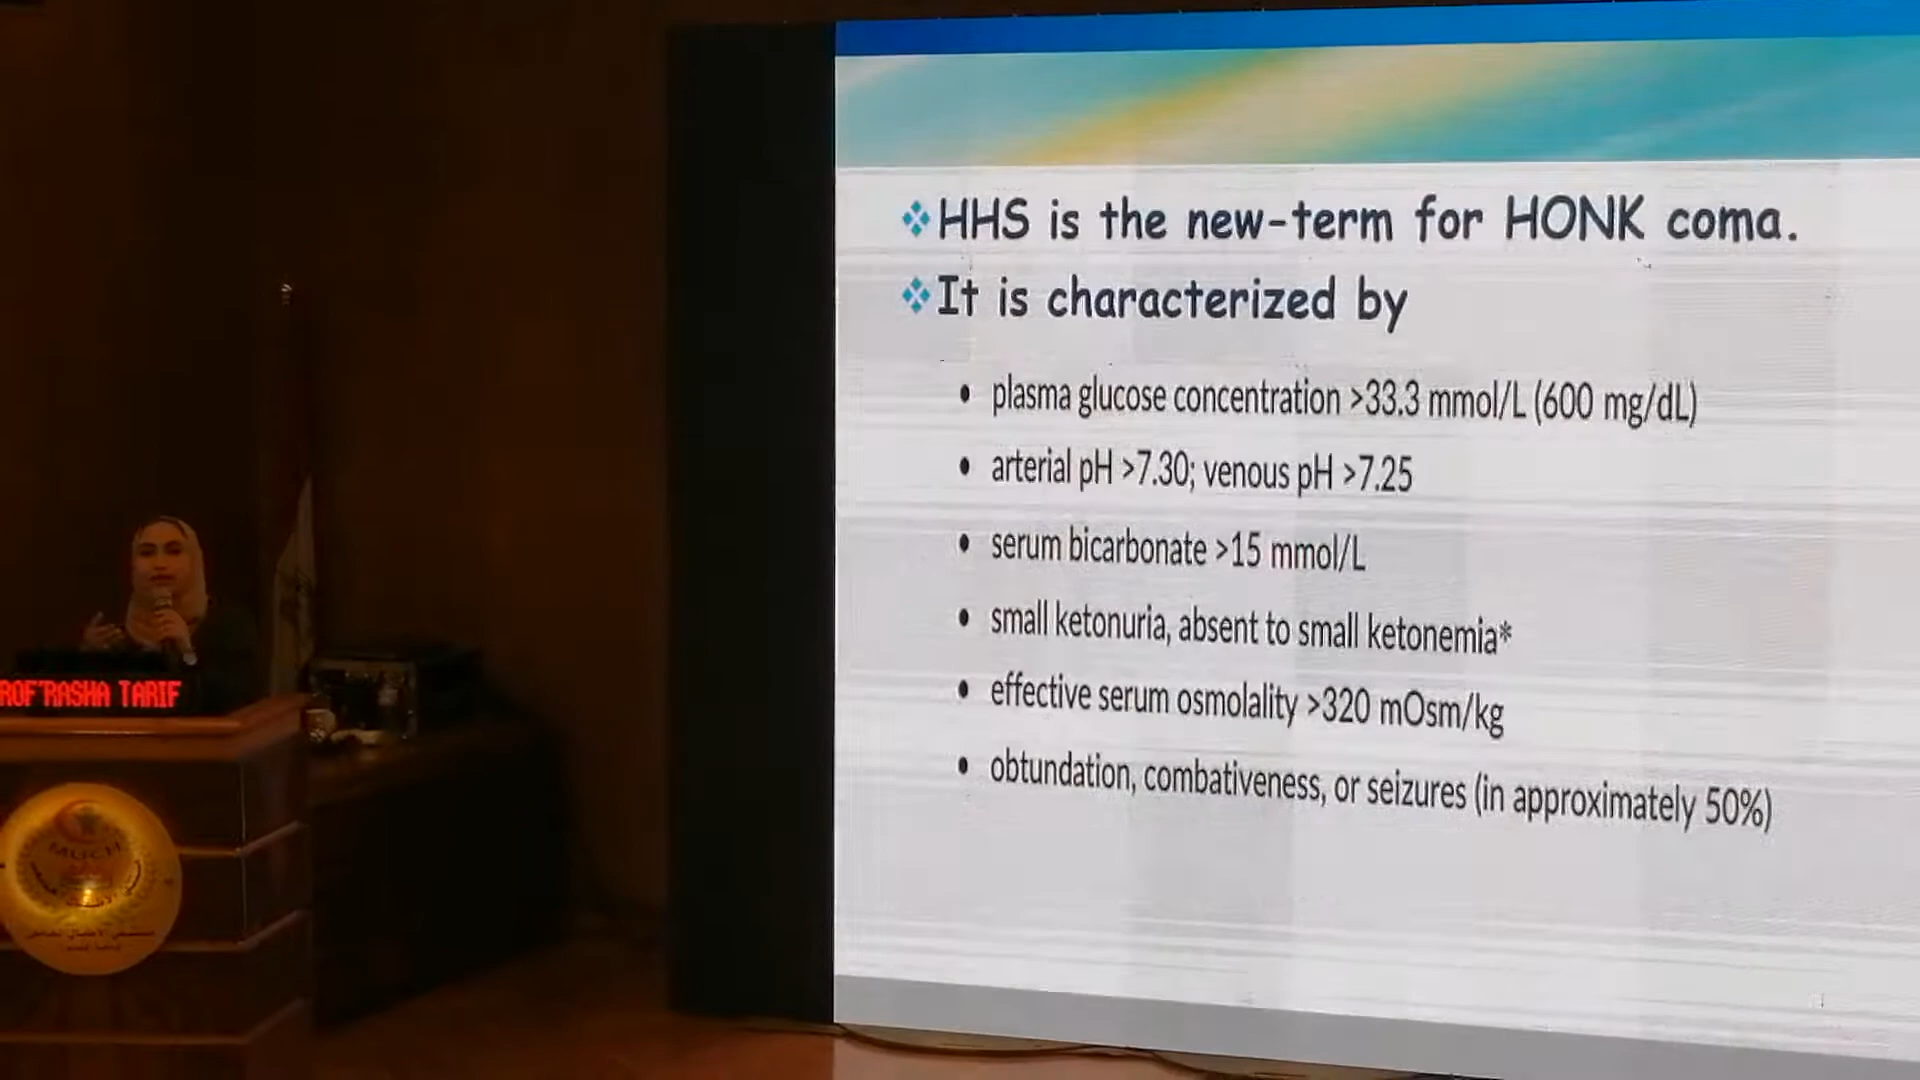 HHS is the new-term for HONK coma.
It is characterized by
plasma glucose concentration >33.3 mmol/L (600 mg/dL)
arterial pH >7.30; venous pH >7.25
serum bicarbonate >15 mmol/L
small ketonuria, absent to small ketonemia*
effective serum osmolality >320 mOsm/kg
obtundation, combativeness, or seizures (in approximately 50%)
ROF'RASHA TARIF
MUCH